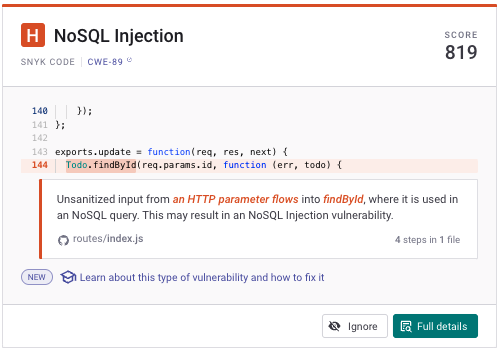 H NoSQL Injection
SNYK CODE | CWE-89
SCORE
819
140 });
141 };
142
143 exports.update = function(req, res, next) {
144 Todo.findById(req.params.id, function (err, todo) {
Unsanitized input from an HTTP parameter flows into findById, where it is used in
an NoSQL query. This may result in an NoSQL Injection vulnerability.
routes/index.js
4 steps in 1 file
NEW Learn about this type of vulnerability and how to fix it
Ignore
Full details